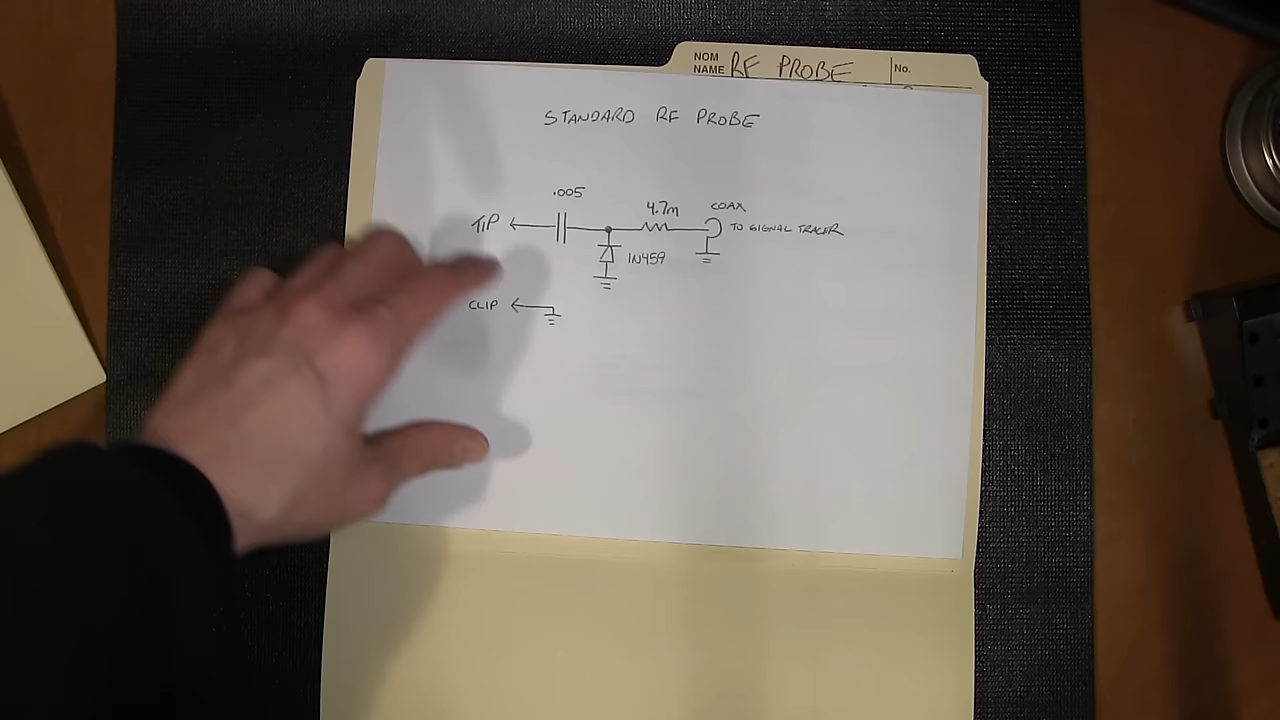 NOM
NAME RF PROBE No.
STANDARD RF PROBE
.005
4.7m COAX
TIP TO SIGNAL TRACER
1N459
CLIP